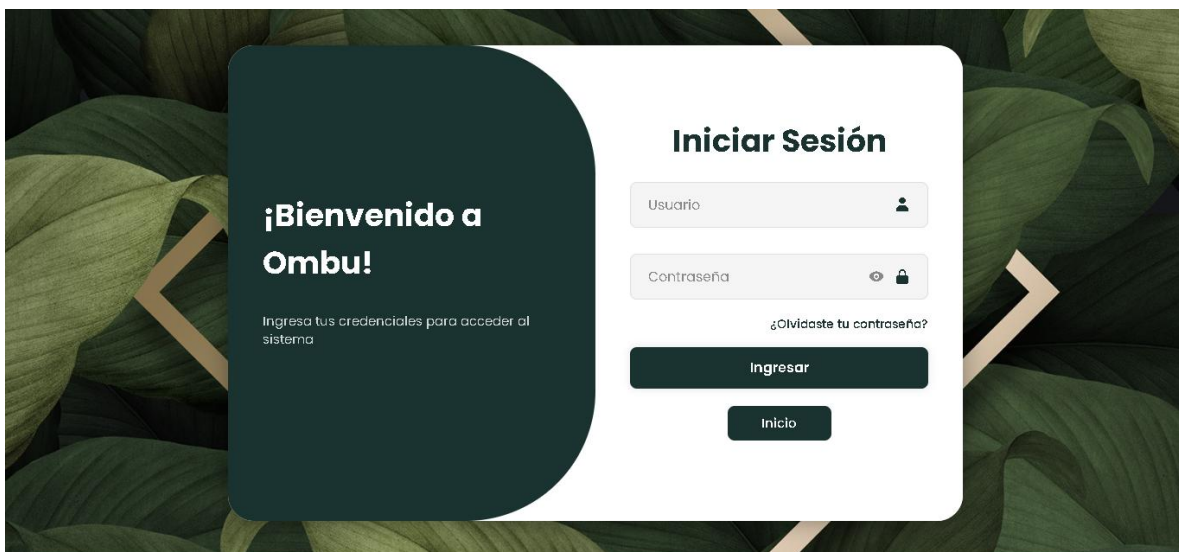 ¡Bienvenido a
Ombu!
Ingresa tus credenciales para acceder al
sistema
Iniciar Sesión
Usuario
Contraseña
¿Olvidaste tu contraseña?
Ingresar
Inicio